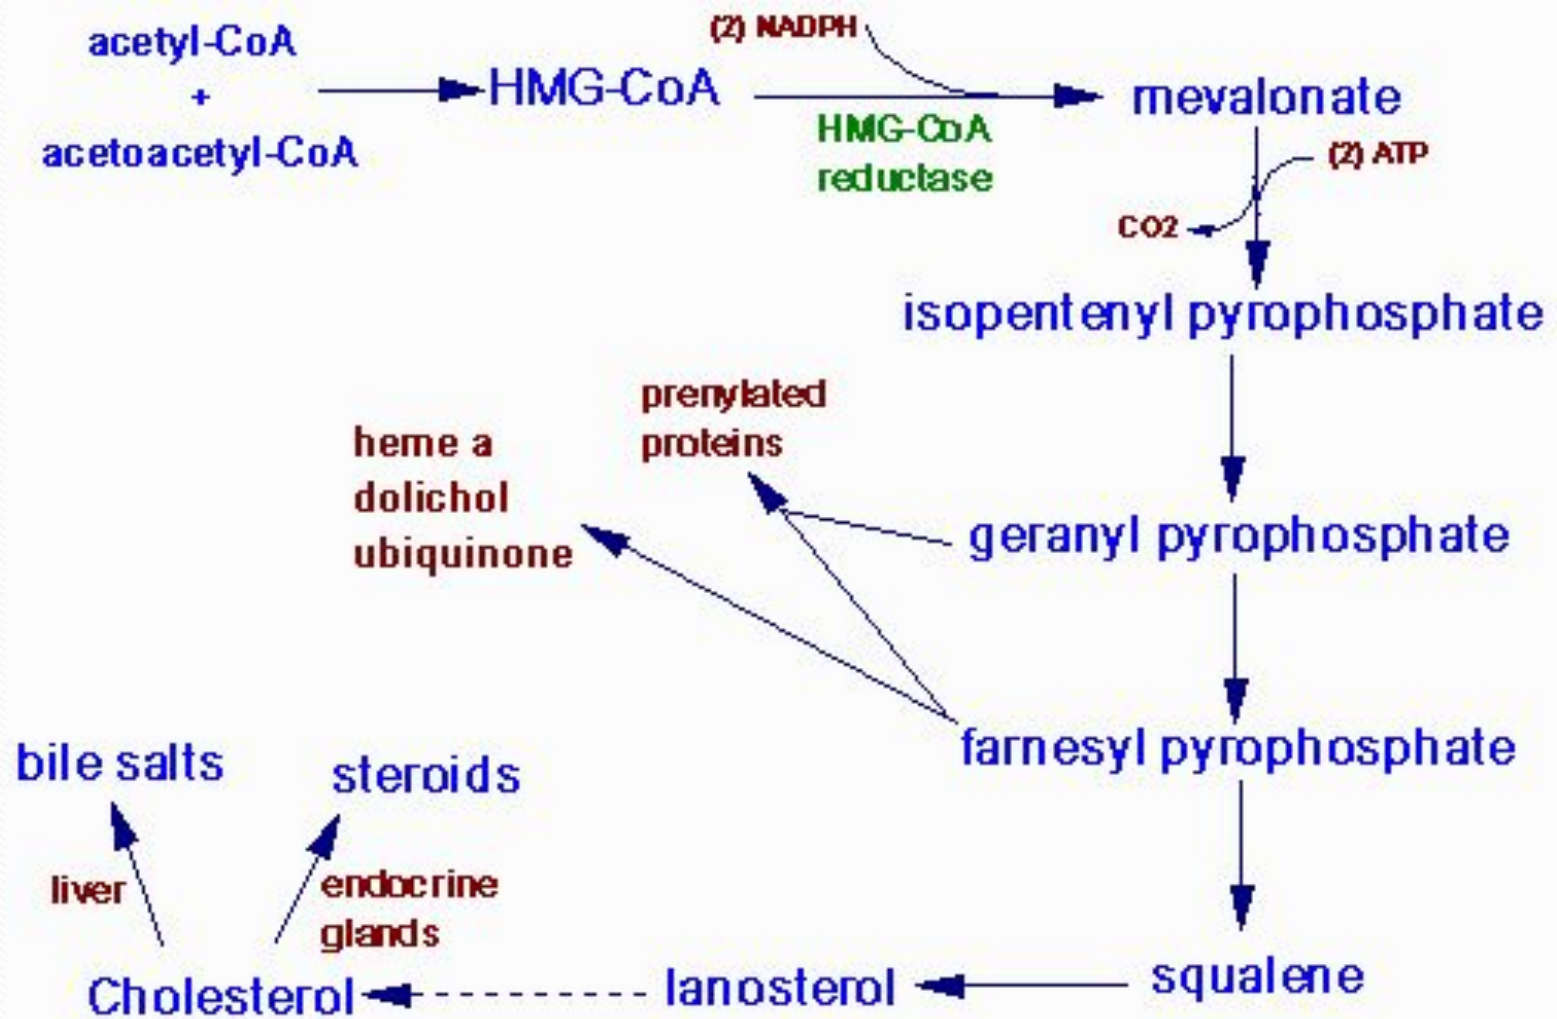 acetyl-CoA
+
acetoacetyl-CoA
HMG-CoA
(2) NADPH
HMG-CoA
reductase
mevalonate
(2) ATP
CO2
isopentenyl pyrophosphate
prenylated
proteins
heme a
dolichol
ubiquinone
geranyl pyrophosphate
farnesyl pyrophosphate
bile salts
steroids
liver
endocrine
glands
Cholesterol
lanosterol
squalene